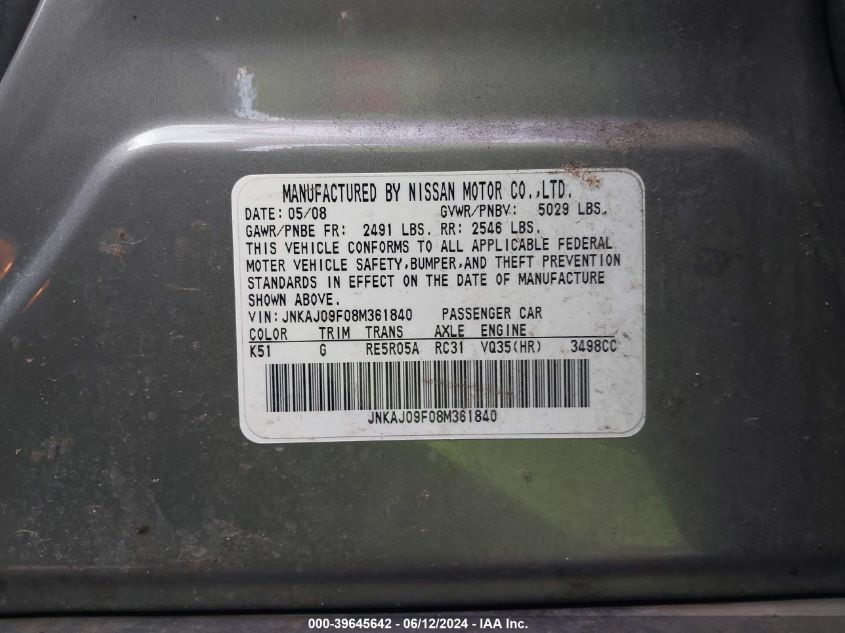 MANUFACTURED BY NISSAN MOTOR CO.,LTD.
DATE: 05/08 GVWR/PNBV: 5029 LBS.
GAWR/PNBE FR: 2491 LBS. RR: 2546 LBS.
THIS VEHICLE CONFORMS TO ALL APPLICABLE FEDERAL
MOTER VEHICLE SAFETY,BUMPER,AND THEFT PREVENTION
STANDARDS IN EFFECT ON THE DATE OF MANUFACTURE
SHOWN ABOVE.
VIN: JNKAJ09F08M361840 PASSENGER CAR
COLOR TRIM TRANS AXLE ENGINE
K51 G RE5R05A RC31 VQ35(HR) 3498CC
JNKAJ09F08M361840
000-39645642 - 06/12/2024 - IAA Inc.